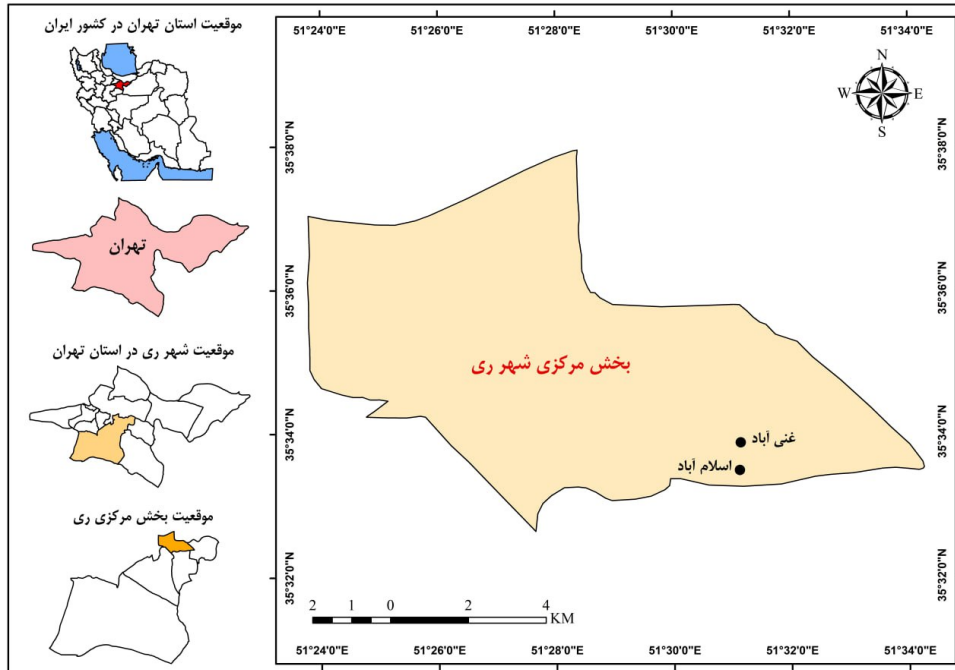 موقعیت استان تهران در کشور ایران
تهران
موقعیت شهر ری در استان تهران
موقعیت بخش مرکزی ری
51°24'0"E 51°26'0"E 51°28'0"E 51°30'0"E 51°32'0"E 51°34'0"E
N
W E
S
35°38'0"N 35°38'0"N
35°36'0"N 35°36'0"N
بخش مرکزی شهر ری
35°34'0"N 35°34'0"N
غنی آباد
اسلام آباد
35°32'0"N 35°32'0"N
2 1 0 2 4
KM
51°24'0"E 51°26'0"E 51°28'0"E 51°30'0"E 51°32'0"E 51°34'0"E